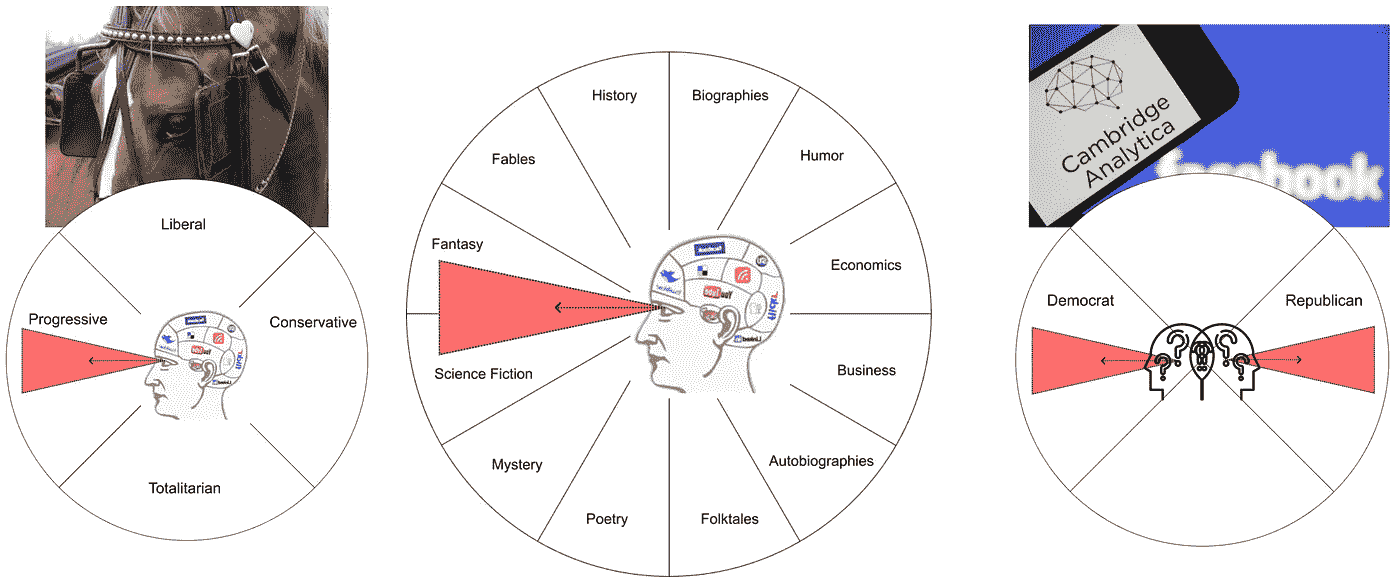 Liberal
Progressive
Conservative
Totalitarian
History
Biographies
Fables
Humor
Fantasy
Economics
Science Fiction
Business
Mystery
Autobiographies
Poetry
Folktales
Cambridge
Analytica
facebook
Democrat
Republican